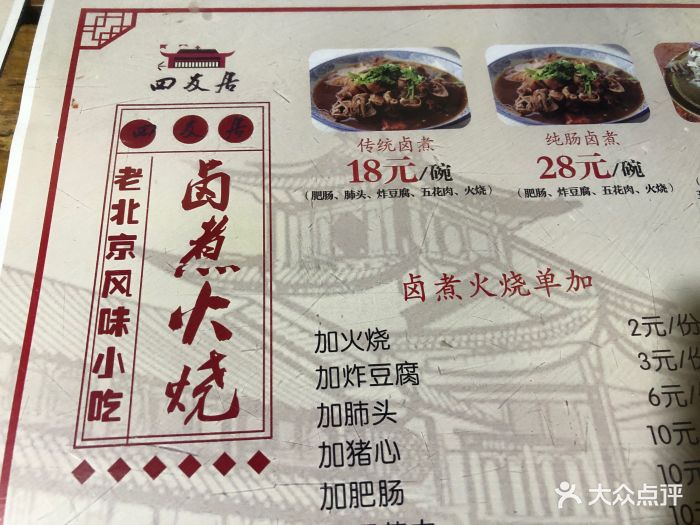 四友居
四友居
老北京风味小吃
卤煮火烧
传统卤煮
18元/碗
(肥肠、肺头、炸豆腐、五花肉、火烧)
纯肠卤煮
28元/碗
(肥肠、炸豆腐、五花肉、火烧)
卤煮火烧单加
加火烧 2元/份
加炸豆腐 3元/份
加肺头 6元/
加猪心 10元
加肥肠 10元
大众点评